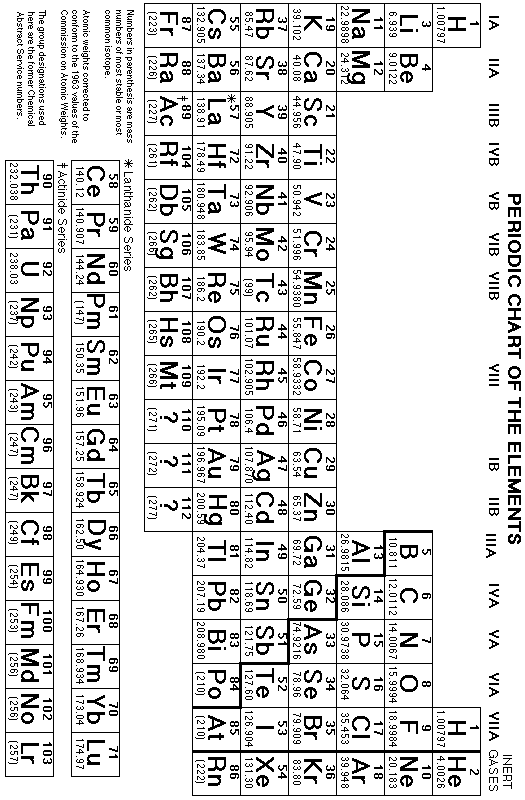 PERIODIC CHART OF THE ELEMENTS
IA IIA IIIB IVB VB VIB VIIB VIII IB IIB IIIA IVA VA VIA VIIA INERT
GASES
1 1 2
H H He
1.00797 1.00797 4.0026
3 4 5 6 7 8 9 10
Li Be B C N O F Ne
6.939 9.0122 10.811 12.0112 14.0067 15.9994 18.9984 20.183
11 12 13 14 15 16 17 18
Na Mg Al Si P S Cl Ar
22.9898 24.312 26.9815 28.086 30.9738 32.064 35.453 39.948
19 20 21 22 23 24 25 26 27 28 29 30 31 32 33 34 35 36
K Ca Sc Ti V Cr Mn Fe Co Ni Cu Zn Ga Ge As Se Br Kr
39.102 40.08 44.956 47.90 50.942 51.996 54.9380 55.847 58.9332 58.71 63.54 65.37 69.72 72.59 74.9216 78.96 79.909 83.80
37 38 39 40 41 42 43 44 45 46 47 48 49 50 51 52 53 54
Rb Sr Y Zr Nb Mo Tc Ru Rh Pd Ag Cd In Sn Sb Te I Xe
85.47 87.62 88.905 91.22 92.906 95.94 (99) 101.07 102.905 106.4 107.870 112.40 114.82 118.69 121.75 127.60 126.904 131.30
55 56 *57 72 73 74 75 76 77 78 79 80 81 82 83 84 85 86
Cs Ba La Hf Ta W Re Os Ir Pt Au Hg Tl Pb Bi Po At Rn
132.905 137.34 138.91 178.49 180.948 183.85 186.2 190.2 192.2 195.09 196.967 200.59 204.37 207.19 208.980 (210) (210) (222)
87 88 ‡89 104 105 106 107 108 109 110 111 112
Fr Ra Ac Rf Db Sg Bh Hs Mt ? ? ?
(223) (226) (227) (261) (262) (266) (262) (265) (266) (271) (272) (277)
Numbers in parenthesis are mass
numbers of most stable or most
common isotope.
Atomic weights corrected to
conform to the 1963 values of the
Commission on Atomic Weights.
The group designations used
here are the former Chemical
Abstract Service numbers.
* Lanthanide Series
58 59 60 61 62 63 64 65 66 67 68 69 70 71
Ce Pr Nd Pm Sm Eu Gd Tb Dy Ho Er Tm Yb Lu
140.12 140.907 144.24 (147) 150.35 151.96 157.25 158.924 162.50 164.930 167.26 168.934 173.04 174.97
‡ Actinide Series
90 91 92 93 94 95 96 97 98 99 100 101 102 103
Th Pa U Np Pu Am Cm Bk Cf Es Fm Md No Lr
232.038 (231) 238.03 (237) (242) (243) (247) (247) (249) (254) (253) (256) (256) (257)